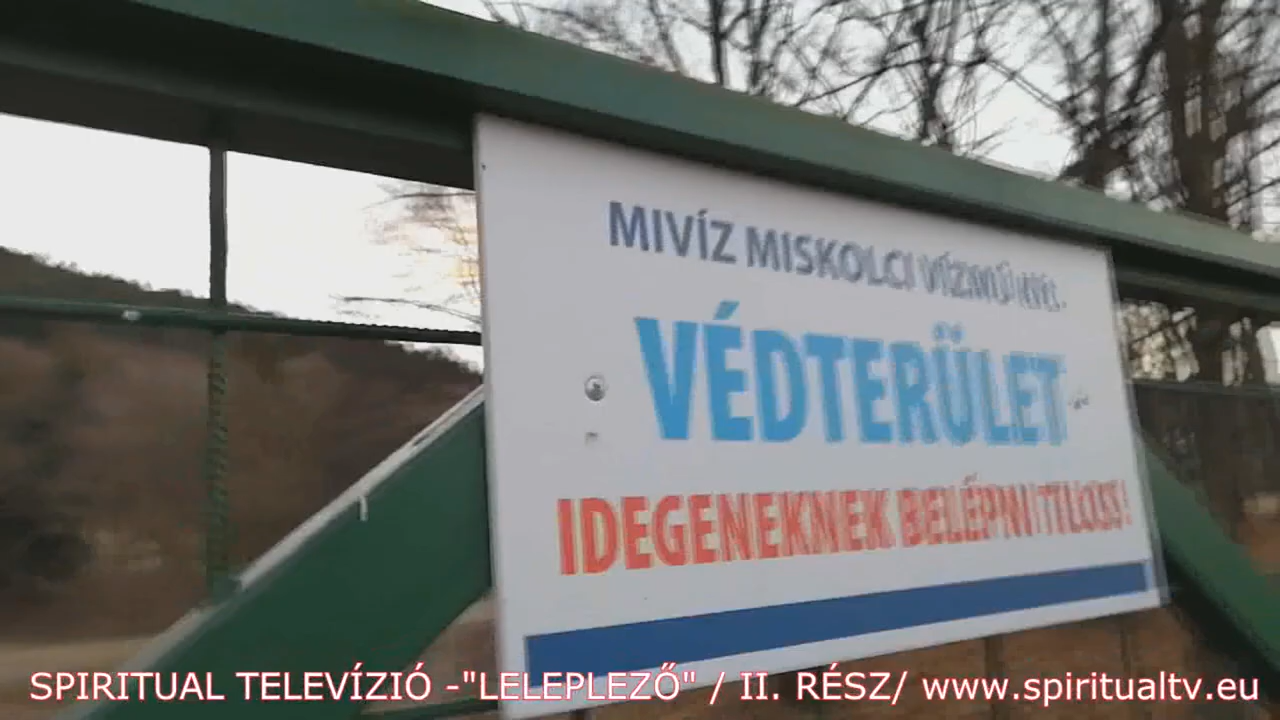 MIVÍZ MISKOLCI VÍZMŰ KFT.
VÉDTERÜLET
IDEGENEKNEK BELÉPNI TILOS!
SPIRITUAL TELEVÍZIÓ -"LELEPLEZŐ" / II. RÉSZ/ www.spiritualtv.eu